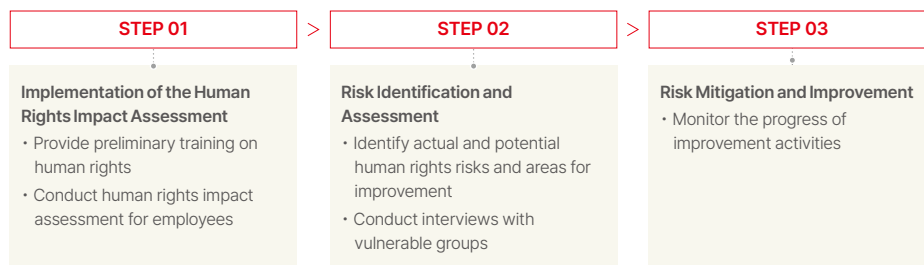 STEP 01
Implementation of the Human
Rights Impact Assessment
· Provide preliminary training on
human rights
· Conduct human rights impact
assessment for employees
>
STEP 02
Risk Identification and
Assessment
· Identify actual and potential
human rights risks and areas for
improvement
· Conduct interviews with
vulnerable groups
>
STEP 03
Risk Mitigation and Improvement
· Monitor the progress of
improvement activities